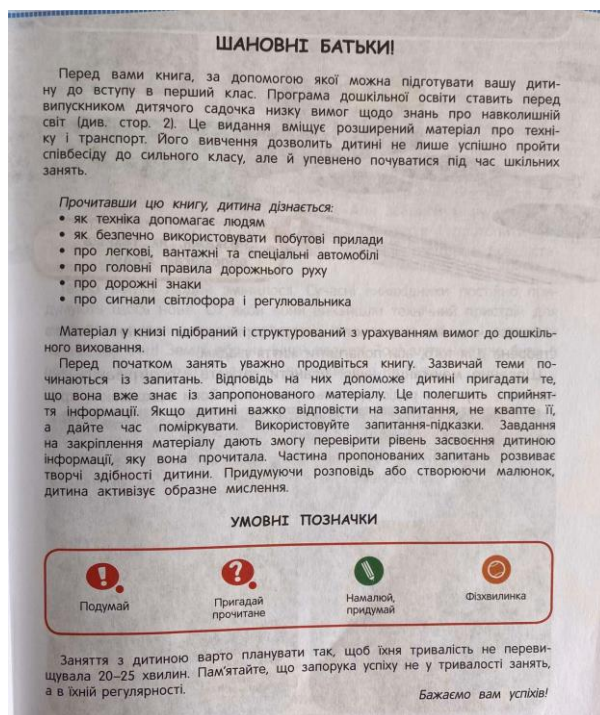 ШАНОВНІ БАТЬКИ!
Перед вами книга, за допомогою якої можна підготувати вашу дити-
ну до вступу в перший клас. Програма дошкільної освіти ставить перед
випускником дитячого садочка низку вимог щодо знань про навколишній
світ (див. стор. 2). Це видання вміщує розширений матеріал про техні-
ку і транспорт. Його вивчення дозволить дитині не лише успішно пройти
співбесіду до сильного класу, але й упевнено почуватися під час шкільних
занять.
Прочитавши цю книгу, дитина дізнається:
• як техніка допомагає людям
• як безпечно використовувати побутові прилади
• про легкові, вантажні та спеціальні автомобілі
• про головні правила дорожнього руху
• про дорожні знаки
• про сигнали світлофора і регулювальника
Матеріал у книзі підібраний і структурований з урахуванням вимог до дошкіль-
ного виховання.
Перед початком занять уважно продивіться книгу. Зазвичай теми по-
чинаються із запитань. Відповідь на них допоможе дитині пригадати те,
що вона вже знає із запропонованого матеріалу. Це полегшить сприйнят-
тя інформації. Якщо дитині важко відповісти на запитання, не квапте її,
а дайте час поміркувати. Використовуйте запитання-підказки. Завдання
на закріплення матеріалу дають змогу перевірити рівень засвоєння дитиною
інформації, яку вона прочитала. Частина пропонованих запитань розвиває
творчі здібності дитини. Придумуючи розповідь або створюючи малюнок,
дитина активізує образне мислення.
УМОВНІ ПОЗНАЧКИ
Подумай
Пригадай
прочитане
Намалюй,
придумай
Фізхвилинка
Заняття з дитиною варто планувати так, щоб їхня тривалість не переви-
щувала 20–25 хвилин. Пам'ятайте, що запорука успіху не у тривалості занять,
а в їхній регулярності.
Бажаємо вам успіхів!